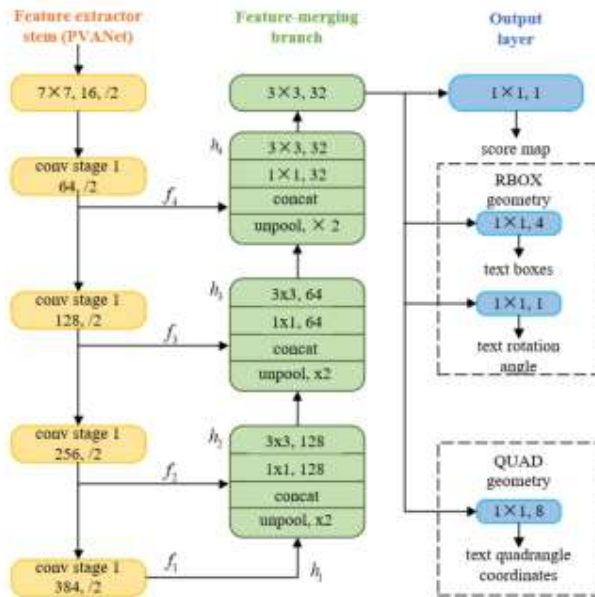 Feature extractor
stem (PVANet)
7×7, 16, /2
conv stage 1
64, /2
f₄
conv stage 1
128, /2
f₃
conv stage 1
256, /2
f₂
conv stage 1
384, /2
f₁
Feature-merging
branch
3×3, 32
h₄
3×3, 32
1×1, 32
concat
unpool, × 2
h₃
3x3, 64
1x1, 64
concat
unpool, x2
h₂
3x3, 128
1x1, 128
concat
unpool, x2
h₁
Output
layer
1×1, 1
score map
RBOX
geometry
1×1, 4
text boxes
1×1, 1
text rotation
angle
QUAD
geometry
1×1, 8
text quadrangle
coordinates